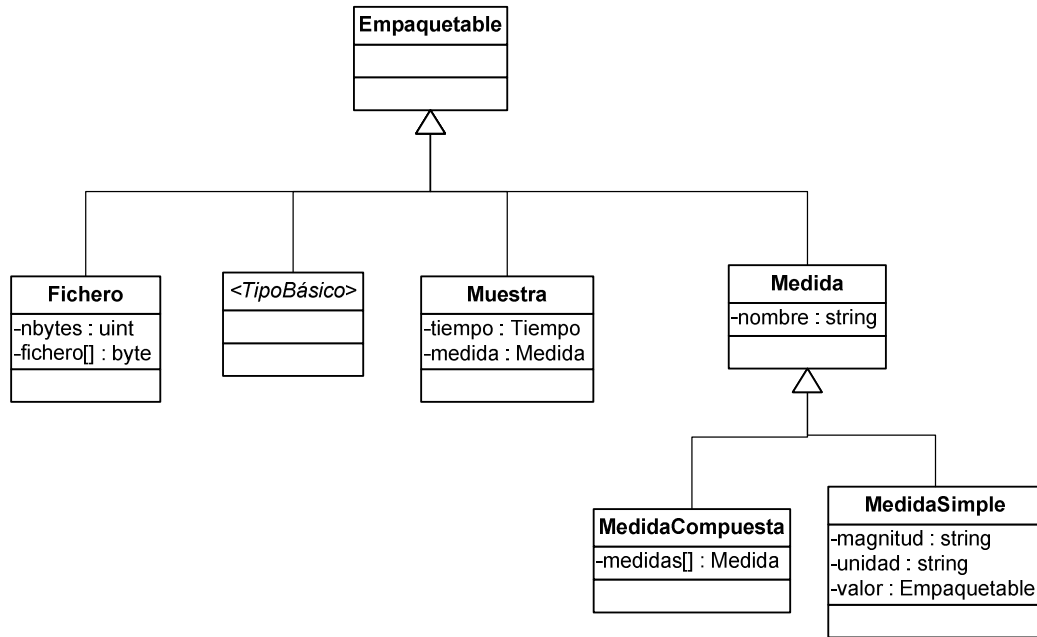 Empaquetable
Fichero
-nbytes : uint
-fichero[] : byte
<TipoBásico>
Muestra
-tiempo : Tiempo
-medida : Medida
Medida
-nombre : string
MedidaCompuesta
-medidas[] : Medida
MedidaSimple
-magnitud : string
-unidad : string
-valor : Empaquetable